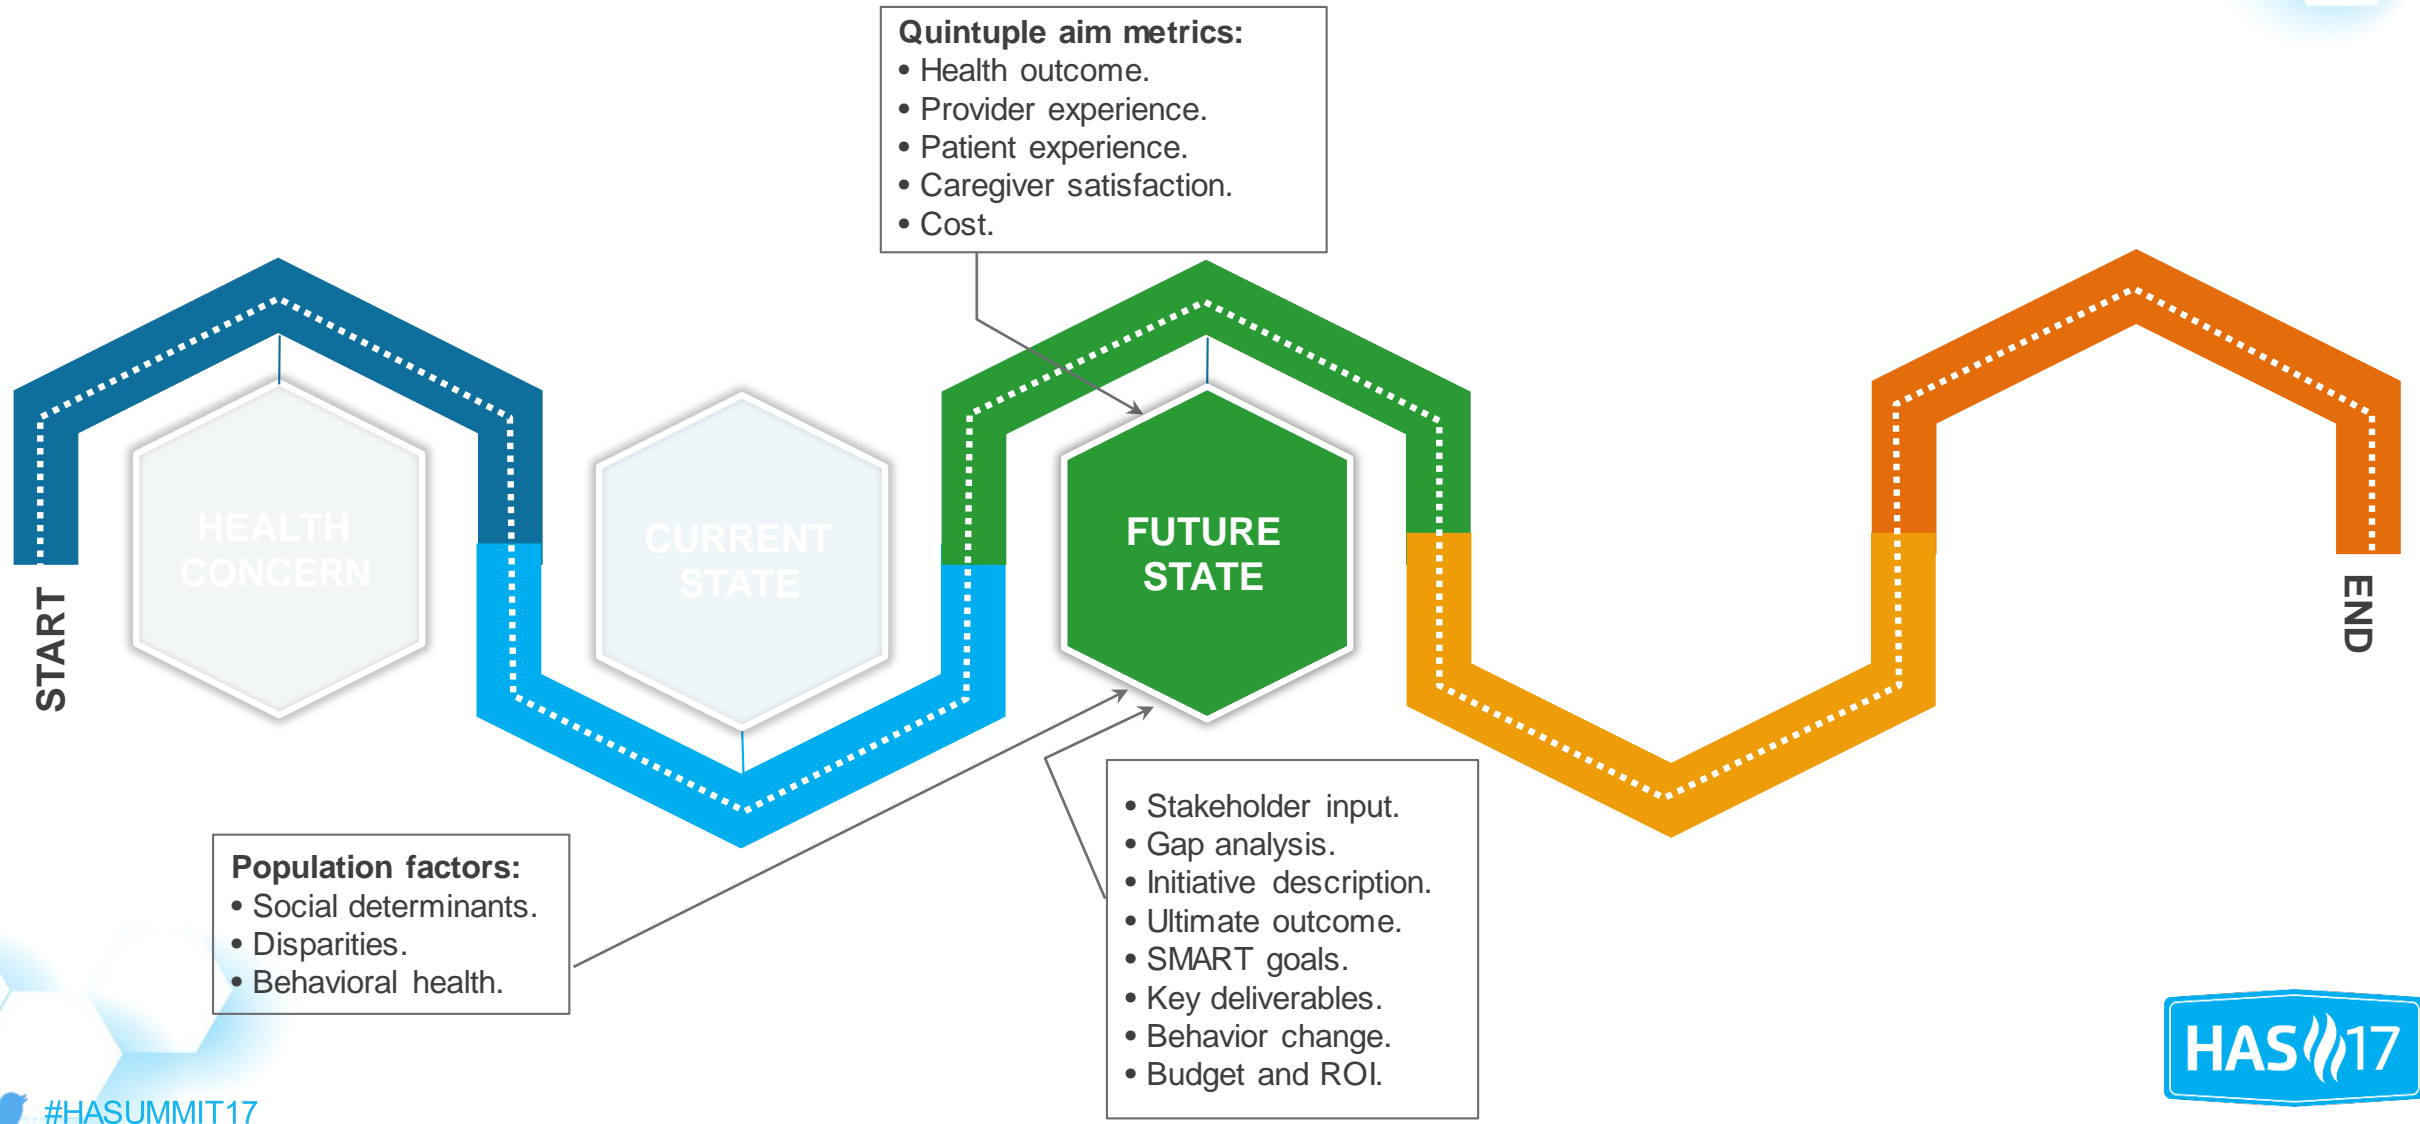 Quintuple aim metrics:
• Health outcome.
• Provider experience.
• Patient experience.
• Caregiver satisfaction.
• Cost.
START
HEALTH
CONCERN
CURRENT
STATE
FUTURE
STATE
END
Population factors:
• Social determinants.
• Disparities.
• Behavioral health.
• Stakeholder input.
• Gap analysis.
• Initiative description.
• Ultimate outcome.
• SMART goals.
• Key deliverables.
• Behavior change.
• Budget and ROI.
#HASUMMIT17
HAS 17